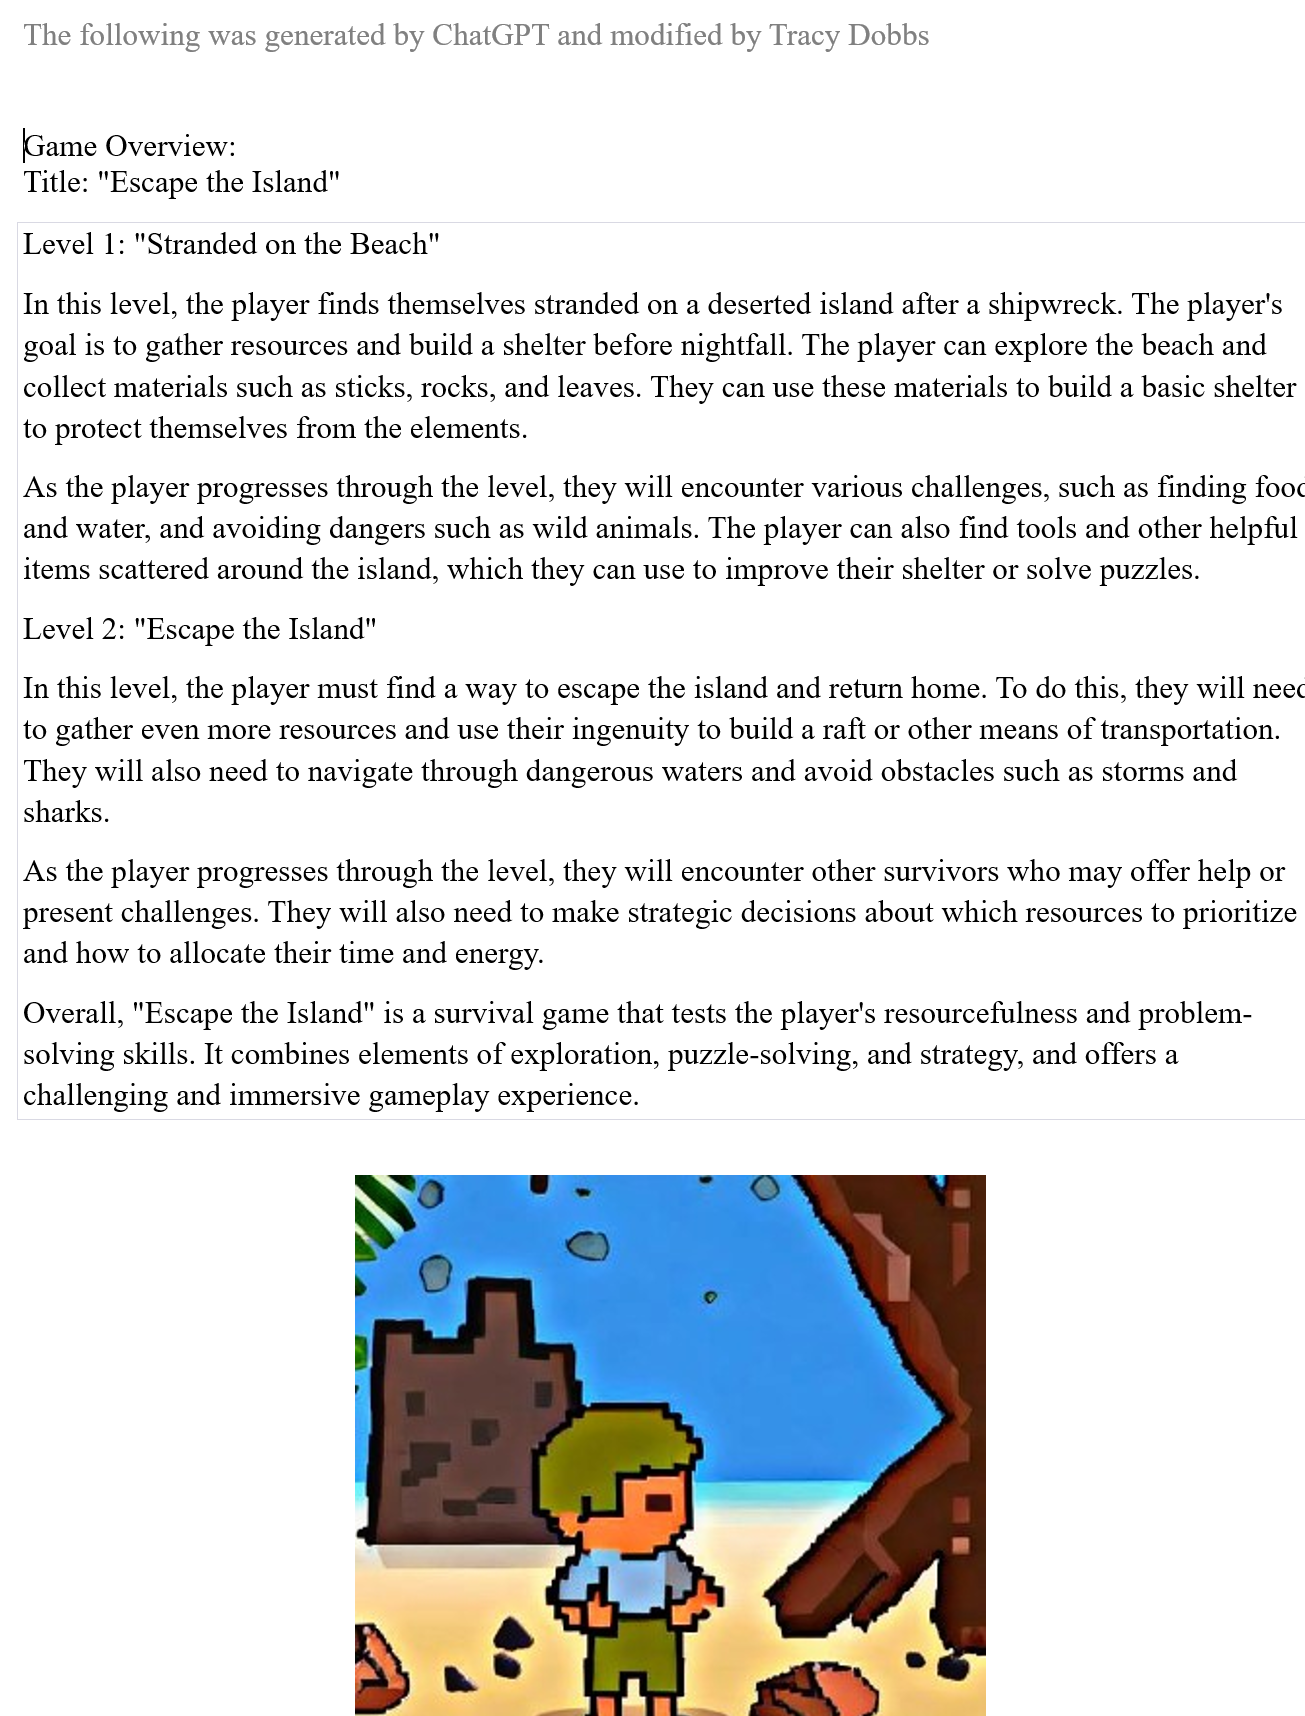 The following was generated by ChatGPT and modified by Tracy Dobbs
Game Overview:
Title: "Escape the Island"
Level 1: "Stranded on the Beach"
In this level, the player finds themselves stranded on a deserted island after a shipwreck. The player's
goal is to gather resources and build a shelter before nightfall. The player can explore the beach and
collect materials such as sticks, rocks, and leaves. They can use these materials to build a basic shelter
to protect themselves from the elements.
As the player progresses through the level, they will encounter various challenges, such as finding food
and water, and avoiding dangers such as wild animals. The player can also find tools and other helpful
items scattered around the island, which they can use to improve their shelter or solve puzzles.
Level 2: "Escape the Island"
In this level, the player must find a way to escape the island and return home. To do this, they will need
to gather even more resources and use their ingenuity to build a raft or other means of transportation.
They will also need to navigate through dangerous waters and avoid obstacles such as storms and
sharks.
As the player progresses through the level, they will encounter other survivors who may offer help or
present challenges. They will also need to make strategic decisions about which resources to prioritize
and how to allocate their time and energy.
Overall, "Escape the Island" is a survival game that tests the player's resourcefulness and problem-
solving skills. It combines elements of exploration, puzzle-solving, and strategy, and offers a
challenging and immersive gameplay experience.